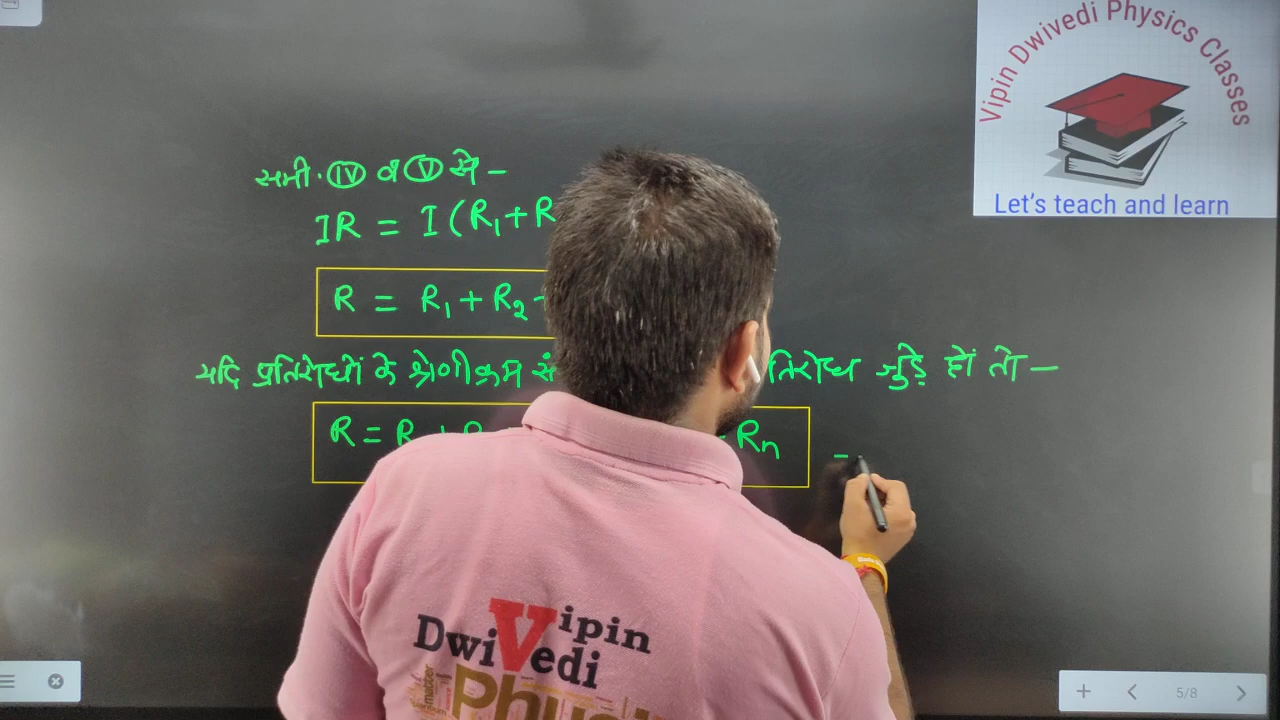 Vipin Dwivedi Physics Classes
Let's teach and learn
समी. (IV) व (V) से –
IR = I (R₁ + R
R = R₁ + R₂
यदि प्रतिरोधों के श्रेणीक्रम सं तिरोध जुड़े हों तो –
R = R Rn –
Vipin
Dwivedi
5/8